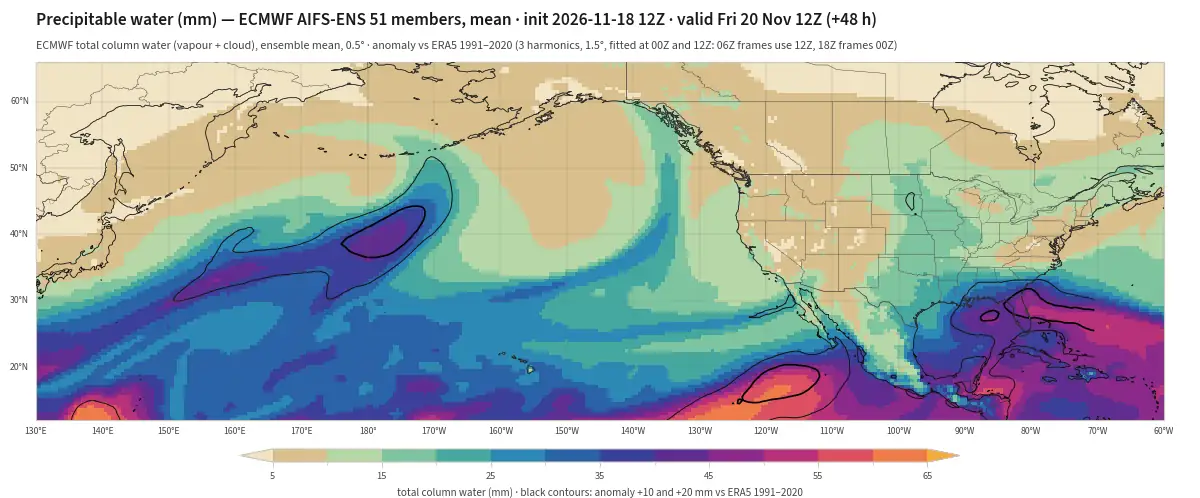 Precipitable water (mm) — ECMWF AIFS-ENS 51 members, mean · init 2026-11-18 12Z · valid Fri 20 Nov 12Z (+48 h)
ECMWF total column water (vapour + cloud), ensemble mean, 0.5° · anomaly vs ERA5 1991–2020 (3 harmonics, 1.5°, fitted at 00Z and 12Z: 06Z frames use 12Z, 18Z frames 00Z)
60°N
50°N
40°N
30°N
20°N
130°E 140°E 150°E 160°E 170°E 180° 170°W 160°W 150°W 140°W 130°W 120°W 110°W 100°W 90°W 80°W 70°W 60°W
5 15 25 35 45 55 65
total column water (mm) · black contours: anomaly +10 and +20 mm vs ERA5 1991–2020